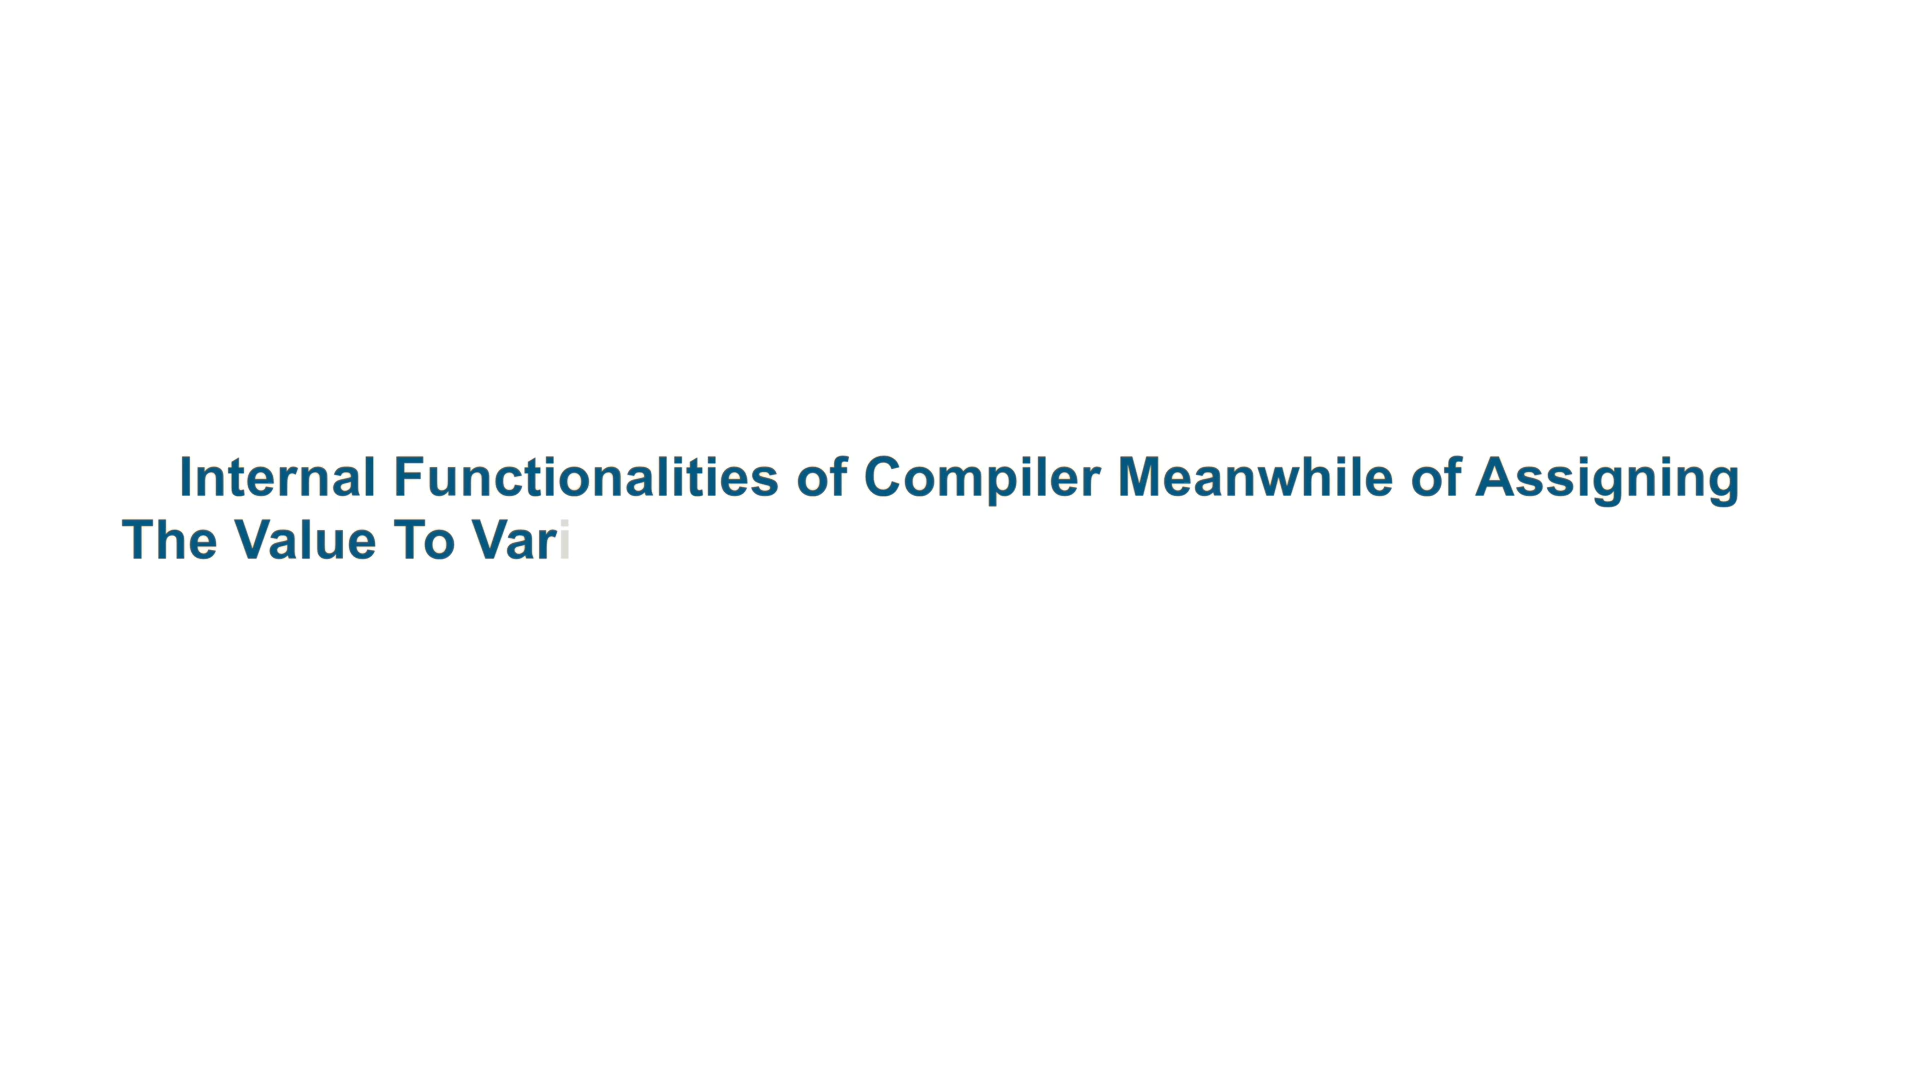 Internal Functionalities of Compiler Meanwhile of Assigning
The Value To Vari